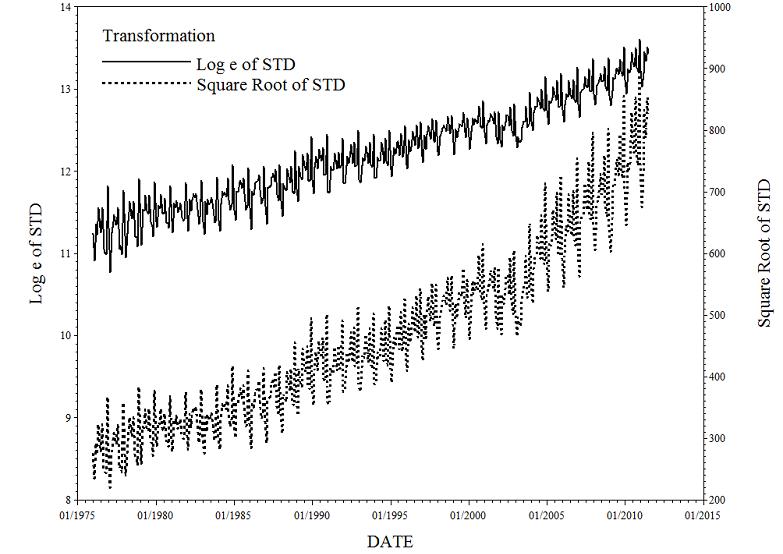 Transformation
Log e of STD
Square Root of STD
14
13
12
11
10
9
8
Log e of STD
1000
900
800
700
600
500
400
300
200
Square Root of STD
01/1975 01/1980 01/1985 01/1990 01/1995 01/2000 01/2005 01/2010 01/2015
DATE